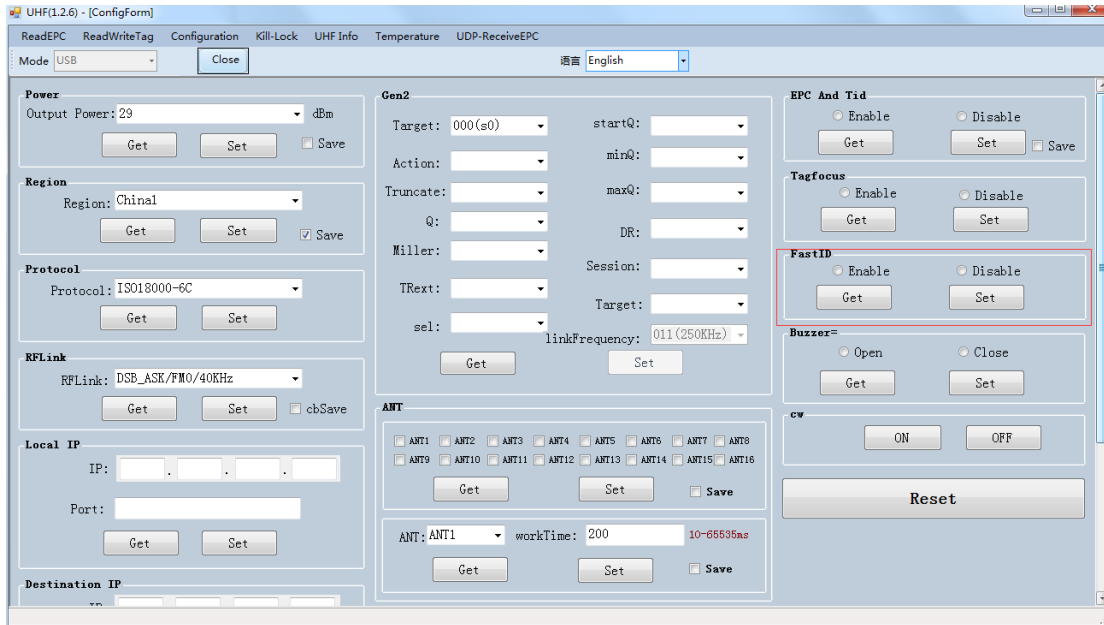 UHF(1.2.6) - [ConfigForm]
ReadEPC ReadWriteTag Configuration Kill-Lock UHF Info Temperature UDP-ReceiveEPC
Mode USB Close 语言 English
Power
Output Power: 29 dBm
Get Set Save
Region
Region: China1
Get Set Save
Protocol
Protocol: ISO18000-6C
Get Set
RFLink
RFLink: DSB_ASK/FM0/40KHz
Get Set cbSave
Local IP
IP: . . .
Port:
Get Set
Destination IP
Gen2
Target: 000(s0) startQ:
Action: minQ:
Truncate: maxQ:
Q: DR:
Miller: Session:
TRext: Target:
sel: linkFrequency: 011(250KHz)
Get Set
ANT
ANT1 ANT2 ANT3 ANT4 ANT5 ANT6 ANT7 ANT8
ANT9 ANT10 ANT11 ANT12 ANT13 ANT14 ANT15 ANT16
Get Set Save
ANT: ANT1 workTime: 200 10-65535ms
Get Set Save
EPC And Tid
Enable Disable
Get Set Save
Tagfocus
Enable Disable
Get Set
FastID
Enable Disable
Get Set
Buzzer=
Open Close
Get Set
cw
ON OFF
Reset